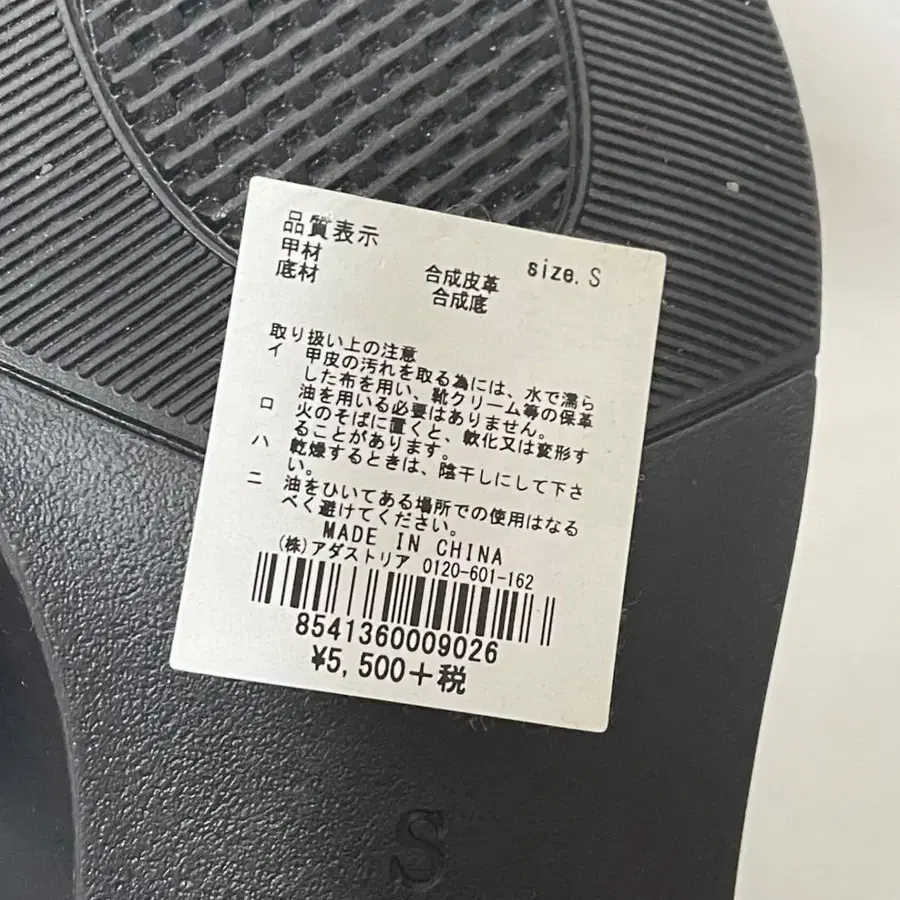 品質表示 size. S
甲材 合成皮革
底材 合成底
取り扱い上の注意
イ 甲皮の汚れを取る為には、水で濡ら
した布を用い、靴クリーム等の保革
油を用いる必要はありません。
ロ 火のそばに置くと、軟化又は変形す
ることがあります。
ハ 乾燥するときは、陰干しにして下さ
い。
ニ 油をひいてある場所での使用はなる
べく避けてください。
MADE IN CHINA
(株)アダストリア 0120-601-162
8541360009026
¥5,500+税
S